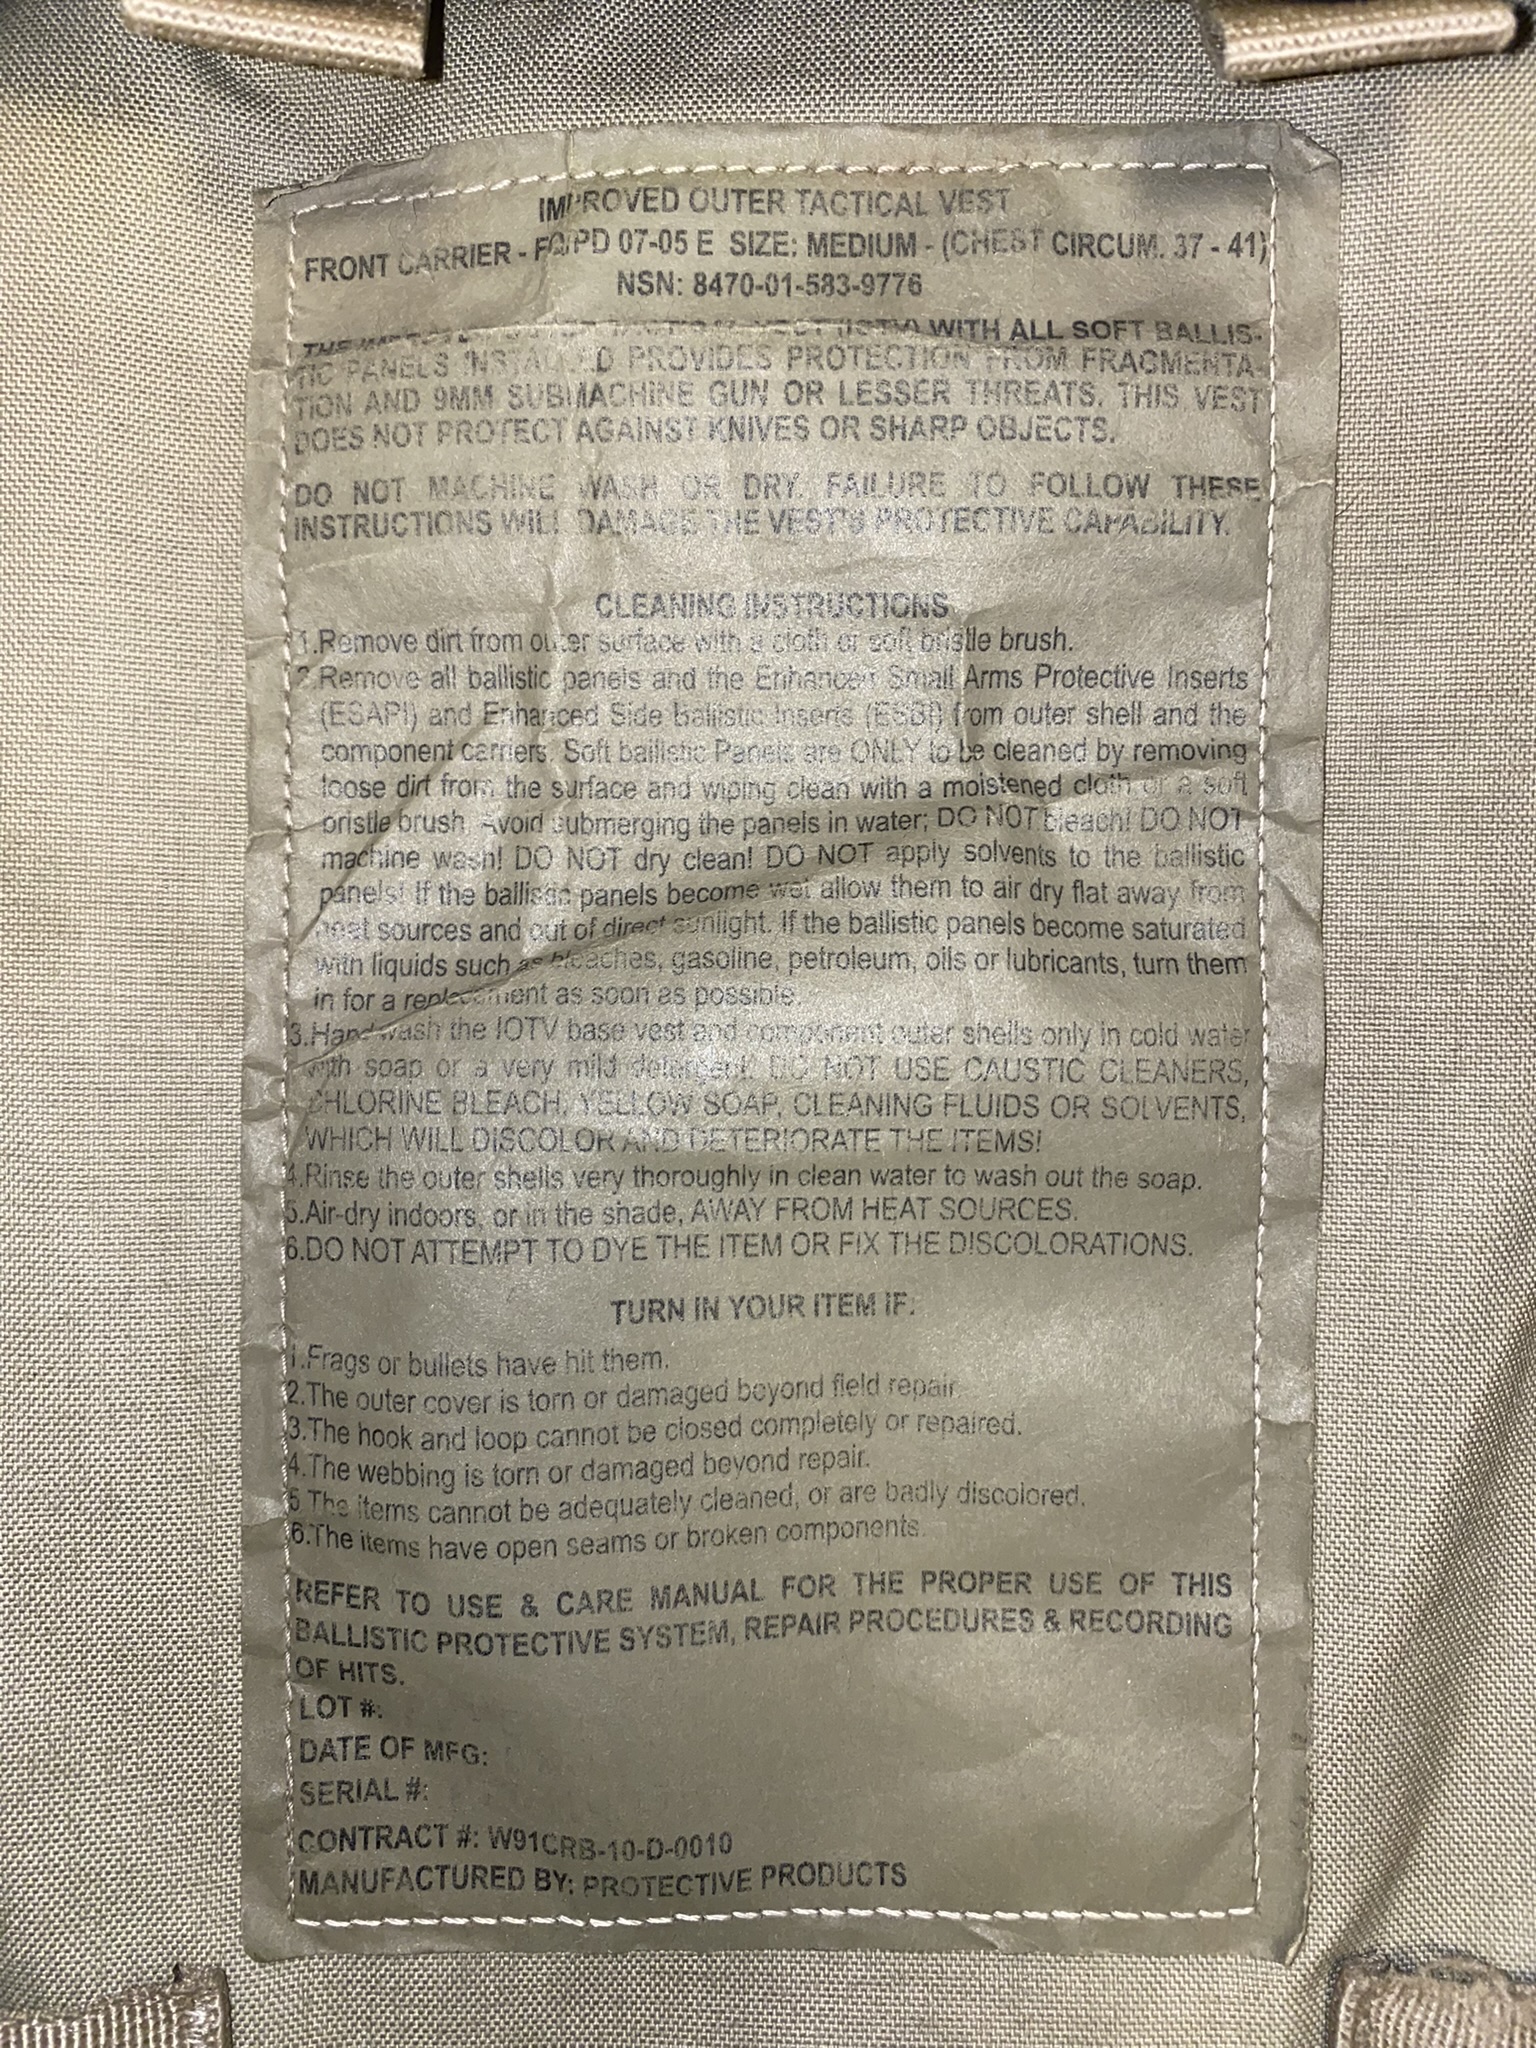 IMPROVED OUTER TACTICAL VEST
FRONT CARRIER - FQ/PD 07-05 E SIZE: MEDIUM - (CHEST CIRCUM. 37 - 41)
NSN: 8470-01-583-9776
THE IMPROVED OUTER TACTICAL VEST (IOTV) WITH ALL SOFT BALLIS-
TIC PANELS INSTALLED PROVIDES PROTECTION FROM FRAGMENTA-
TION AND 9MM SUBMACHINE GUN OR LESSER THREATS. THIS VEST
DOES NOT PROTECT AGAINST KNIVES OR SHARP OBJECTS.
DO NOT MACHINE WASH OR DRY. FAILURE TO FOLLOW THESE
INSTRUCTIONS WILL DAMAGE THE VEST'S PROTECTIVE CAPABILITY.
CLEANING INSTRUCTIONS
1.Remove dirt from outer surface with a cloth or soft bristle brush.
2.Remove all ballistic panels and the Enhanced Small Arms Protective Inserts
(ESAPI) and Enhanced Side Ballistic Inserts (ESBI) from outer shell and the
component carriers. Soft ballistic Panels are ONLY to be cleaned by removing
loose dirt from the surface and wiping clean with a moistened cloth or a soft
bristle brush. Avoid submerging the panels in water; DO NOT bleach! DO NOT
machine wash! DO NOT dry clean! DO NOT apply solvents to the ballistic
panels! If the ballistic panels become wet allow them to air dry flat away from
heat sources and out of direct sunlight. If the ballistic panels become saturated
with liquids such as bleaches, gasoline, petroleum, oils or lubricants, turn them
in for a replacement as soon as possible.
3.Hand wash the IOTV base vest and component outer shells only in cold water
with soap or a very mild detergent. DO NOT USE CAUSTIC CLEANERS,
CHLORINE BLEACH, YELLOW SOAP, CLEANING FLUIDS OR SOLVENTS,
WHICH WILL DISCOLOR AND DETERIORATE THE ITEMS!
4.Rinse the outer shells very thoroughly in clean water to wash out the soap.
5.Air-dry indoors, or in the shade, AWAY FROM HEAT SOURCES.
6.DO NOT ATTEMPT TO DYE THE ITEM OR FIX THE DISCOLORATIONS.
TURN IN YOUR ITEM IF:
1.Frags or bullets have hit them.
2.The outer cover is torn or damaged beyond field repair.
3.The hook and loop cannot be closed completely or repaired.
4.The webbing is torn or damaged beyond repair.
5.The items cannot be adequately cleaned, or are badly discolored.
6.The items have open seams or broken components.
REFER TO USE & CARE MANUAL FOR THE PROPER USE OF THIS
BALLISTIC PROTECTIVE SYSTEM, REPAIR PROCEDURES & RECORDING
OF HITS.
LOT #:
DATE OF MFG:
SERIAL #:
CONTRACT #: W91CRB-10-D-0010
MANUFACTURED BY: PROTECTIVE PRODUCTS